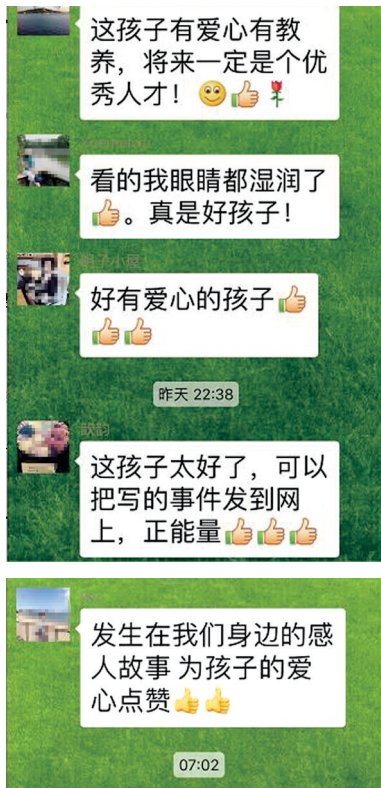 这孩子有爱心有教
养，将来一定是个优
秀人才！
看的我眼睛都湿润了
。真是好孩子！
好有爱心的孩子
昨天 22:38
歆韵
这孩子太好了，可以
把写的事件发到网
上，正能量
发生在我们身边的感
人故事 为孩子的爱
心点赞
07:02